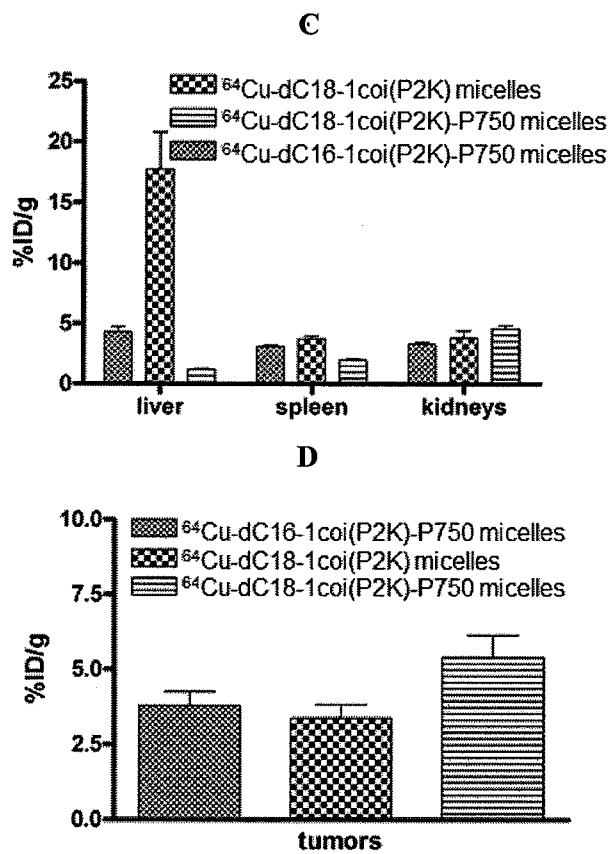 C
25
20
15
10
5
0
%ID/g
⁶⁴Cu-dC18-1coi(P2K) micelles
⁶⁴Cu-dC18-1coi(P2K)-P750 micelles
⁶⁴Cu-dC16-1coi(P2K)-P750 micelles
liver spleen kidneys
D
10.0
7.5
5.0
2.5
0.0
%ID/g
⁶⁴Cu-dC16-1coi(P2K)-P750 micelles
⁶⁴Cu-dC18-1coi(P2K) micelles
⁶⁴Cu-dC18-1coi(P2K)-P750 micelles
tumors